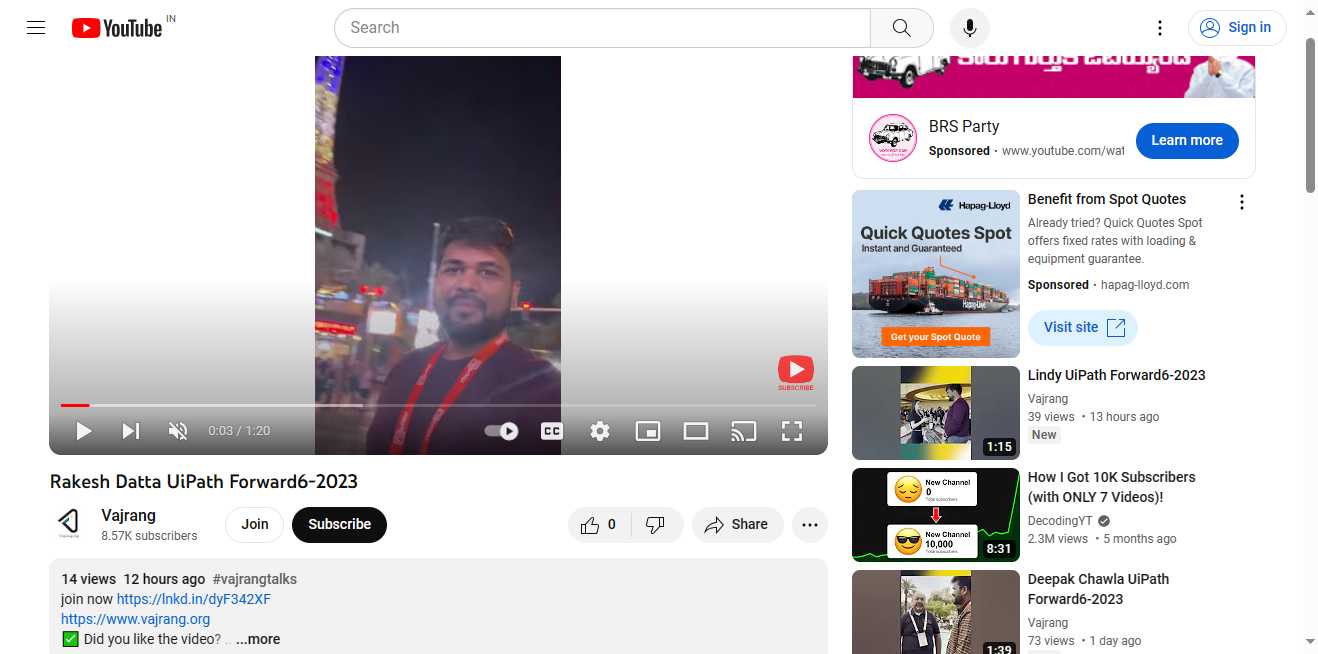 YouTube IN
Search
Sign in
కారు గుర్తుకే ఓటేయ్యండి
BRS Party
Sponsored · www.youtube.com/wat
Learn more
Hapag-Lloyd
Quick Quotes Spot
Instant and Guaranteed
Hapag-Lloyd
Get your Spot Quote
Benefit from Spot Quotes
Already tried? Quick Quotes Spot
offers fixed rates with loading &
equipment guarantee.
Sponsored · hapag-lloyd.com
Visit site
SUBSCRIBE
0:03 / 1:20
CC
Rakesh Datta UiPath Forward6-2023
Vajrang
8.57K subscribers
Join
Subscribe
0
Share
14 views 12 hours ago #vajrangtalks
join now https://lnkd.in/dyF342XF
https://www.vajrang.org
✅ Did you like the video? ...more
1:15
Lindy UiPath Forward6-2023
Vajrang
39 views · 13 hours ago
New
New Channel
0
New Channel
10,000
8:31
How I Got 10K Subscribers
(with ONLY 7 Videos)!
DecodingYT
2.3M views · 5 months ago
1:39
Deepak Chawla UiPath
Forward6-2023
Vajrang
73 views · 1 day ago